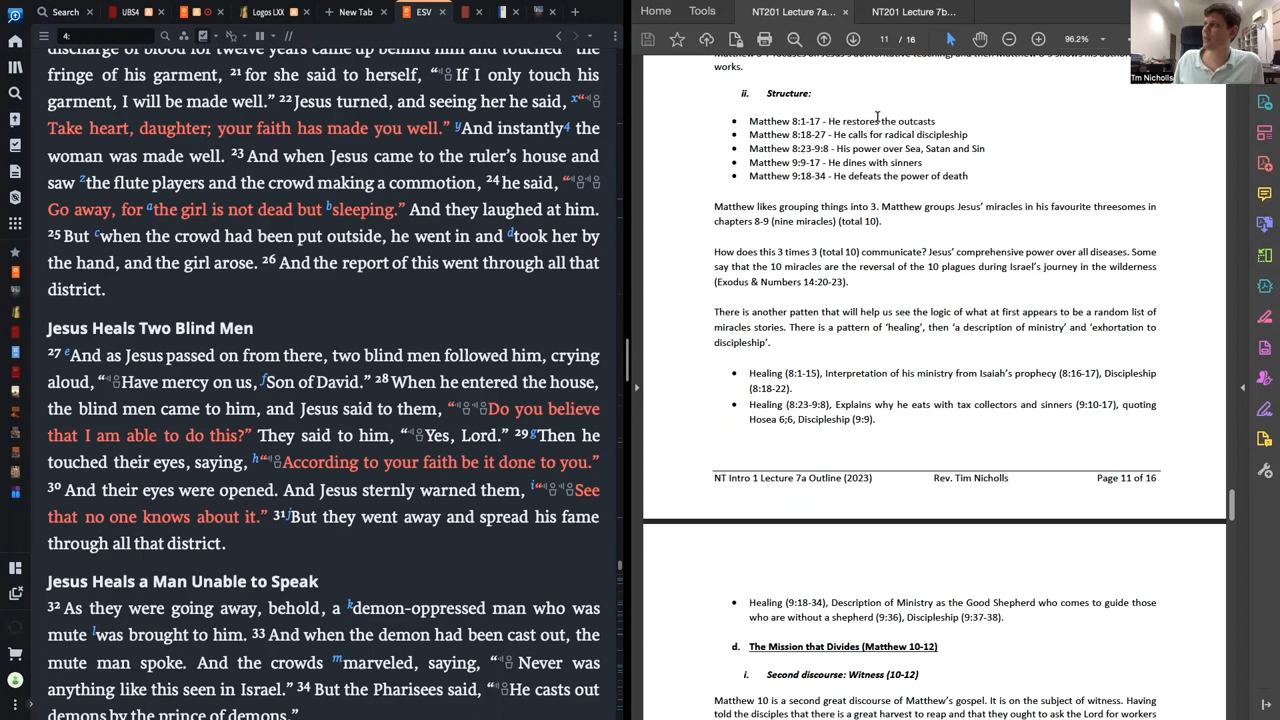 Search
UBS4
Logos LXX
New Tab
ESV
4:
discharge of blood for twelve years came up behind him and touched the
fringe of his garment, 21 for she said to herself, “If I only touch his
garment, I will be made well.” 22 Jesus turned, and seeing her he said, x“
Take heart, daughter; your faith has made you well.” y And instantly4 the
woman was made well. 23 And when Jesus came to the ruler’s house and
saw z the flute players and the crowd making a commotion, 24 he said, “
Go away, for a the girl is not dead but b sleeping.” And they laughed at him.
25 But c when the crowd had been put outside, he went in and d took her by
the hand, and the girl arose. 26 And the report of this went through all that
district.
Jesus Heals Two Blind Men
27 e And as Jesus passed on from there, two blind men followed him, crying
aloud, “Have mercy on us, f Son of David.” 28 When he entered the house,
the blind men came to him, and Jesus said to them, “Do you believe
that I am able to do this?” They said to him, “Yes, Lord.” 29 g Then he
touched their eyes, saying, h“According to your faith be it done to you.”
30 And their eyes were opened. And Jesus sternly warned them, i“See
that no one knows about it.” 31 j But they went away and spread his fame
through all that district.
Jesus Heals a Man Unable to Speak
32 As they were going away, behold, a k demon-oppressed man who was
mute l was brought to him. 33 And when the demon had been cast out, the
mute man spoke. And the crowds m marveled, saying, “Never was
Home
Tools
NT201 Lecture 7a... ×
NT201 Lecture 7b...
11 / 16
96.2%
Tm Nicholls
works.
ii. Structure:
• Matthew 8:1-17 - He restores the outcasts
• Matthew 8:18-27 - He calls for radical discipleship
• Matthew 8:23-9:8 - His power over Sea, Satan and Sin
• Matthew 9:9-17 - He dines with sinners
• Matthew 9:18-34 - He defeats the power of death
Matthew likes grouping things into 3. Matthew groups Jesus’ miracles in his favourite threesomes in
chapters 8-9 (nine miracles) (total 10).
How does this 3 times 3 (total 10) communicate? Jesus’ comprehensive power over all diseases. Some
say that the 10 miracles are the reversal of the 10 plagues during Israel’s journey in the wilderness
(Exodus & Numbers 14:20-23).
There is another patten that will help us see the logic of what at first appears to be a random list of
miracles stories. There is a pattern of ‘healing’, then ‘a description of ministry’ and ‘exhortation to
discipleship’.
• Healing (8:1-15), Interpretation of his ministry from Isaiah’s prophecy (8:16-17), Discipleship
(8:18-22).
• Healing (8:23-9:8), Explains why he eats with tax collectors and sinners (9:10-17), quoting
Hosea 6;6, Discipleship (9:9).
NT Intro 1 Lecture 7a Outline (2023)
Rev. Tim Nicholls
Page 11 of 16
• Healing (9:18-34), Description of Ministry as the Good Shepherd who comes to guide those
who are without a shepherd (9:36), Discipleship (9:37-38).
d. The Mission that Divides (Matthew 10-12)
i. Second discourse: Witness (10-12)
Matthew 10 is a second great discourse of Matthew’s gospel. It is on the subject of witness. Having
told the disciples that there is a great harvest to reap and that they ought to ask the Lord for workers